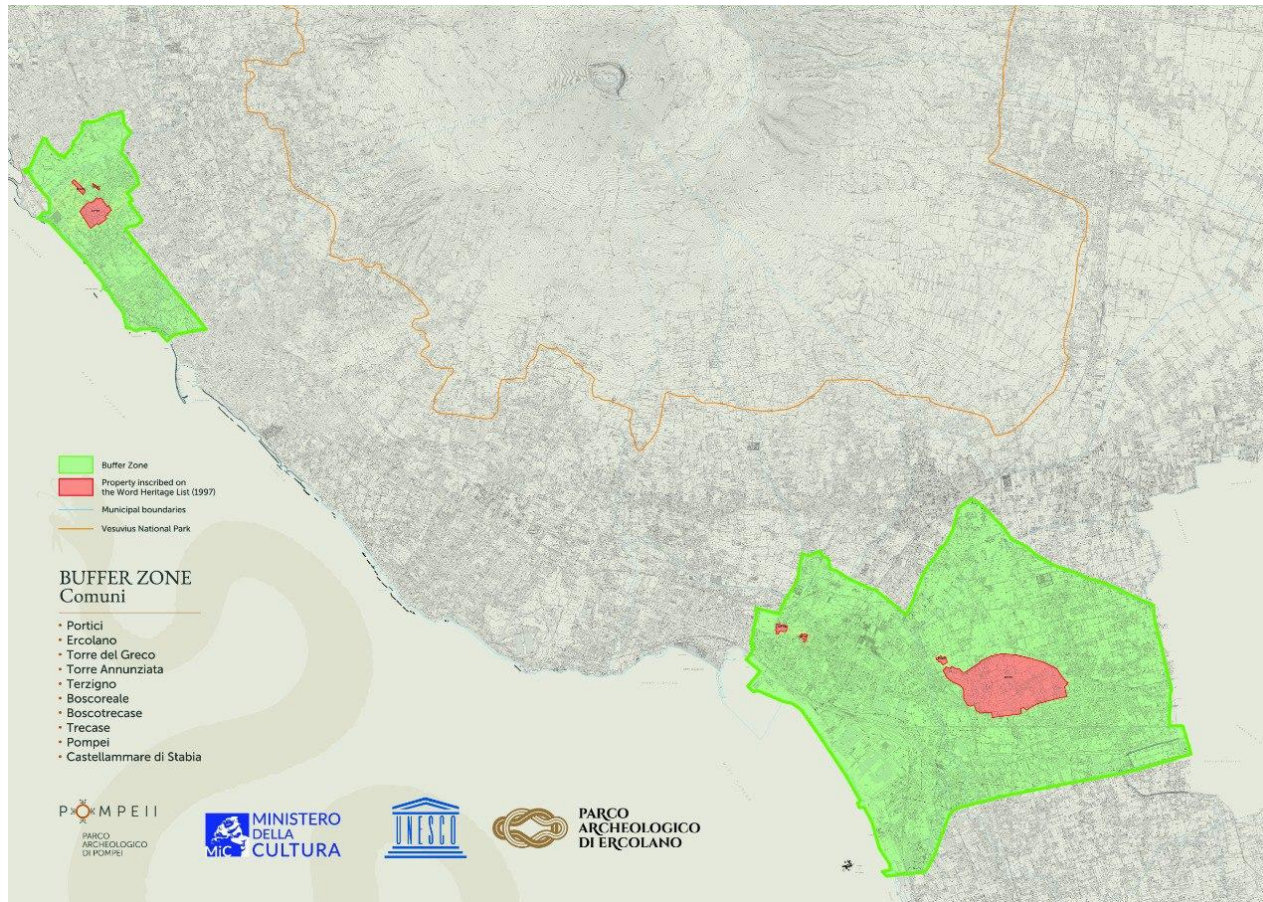 Buffer Zone
Property inscribed on
the Word Heritage List (1997)
Municipal boundaries
Vesuvius National Park
BUFFER ZONE
Comuni
• Portici
• Ercolano
• Torre del Greco
• Torre Annunziata
• Terzigno
• Boscoreale
• Boscotrecase
• Trecase
• Pompei
• Castellammare di Stabia
POMPEII
PARCO
ARCHEOLOGICO
DI POMPEI
MiC
MINISTERO
DELLA
CULTURA
UNESCO
PARCO
ARCHEOLOGICO
DI ERCOLANO